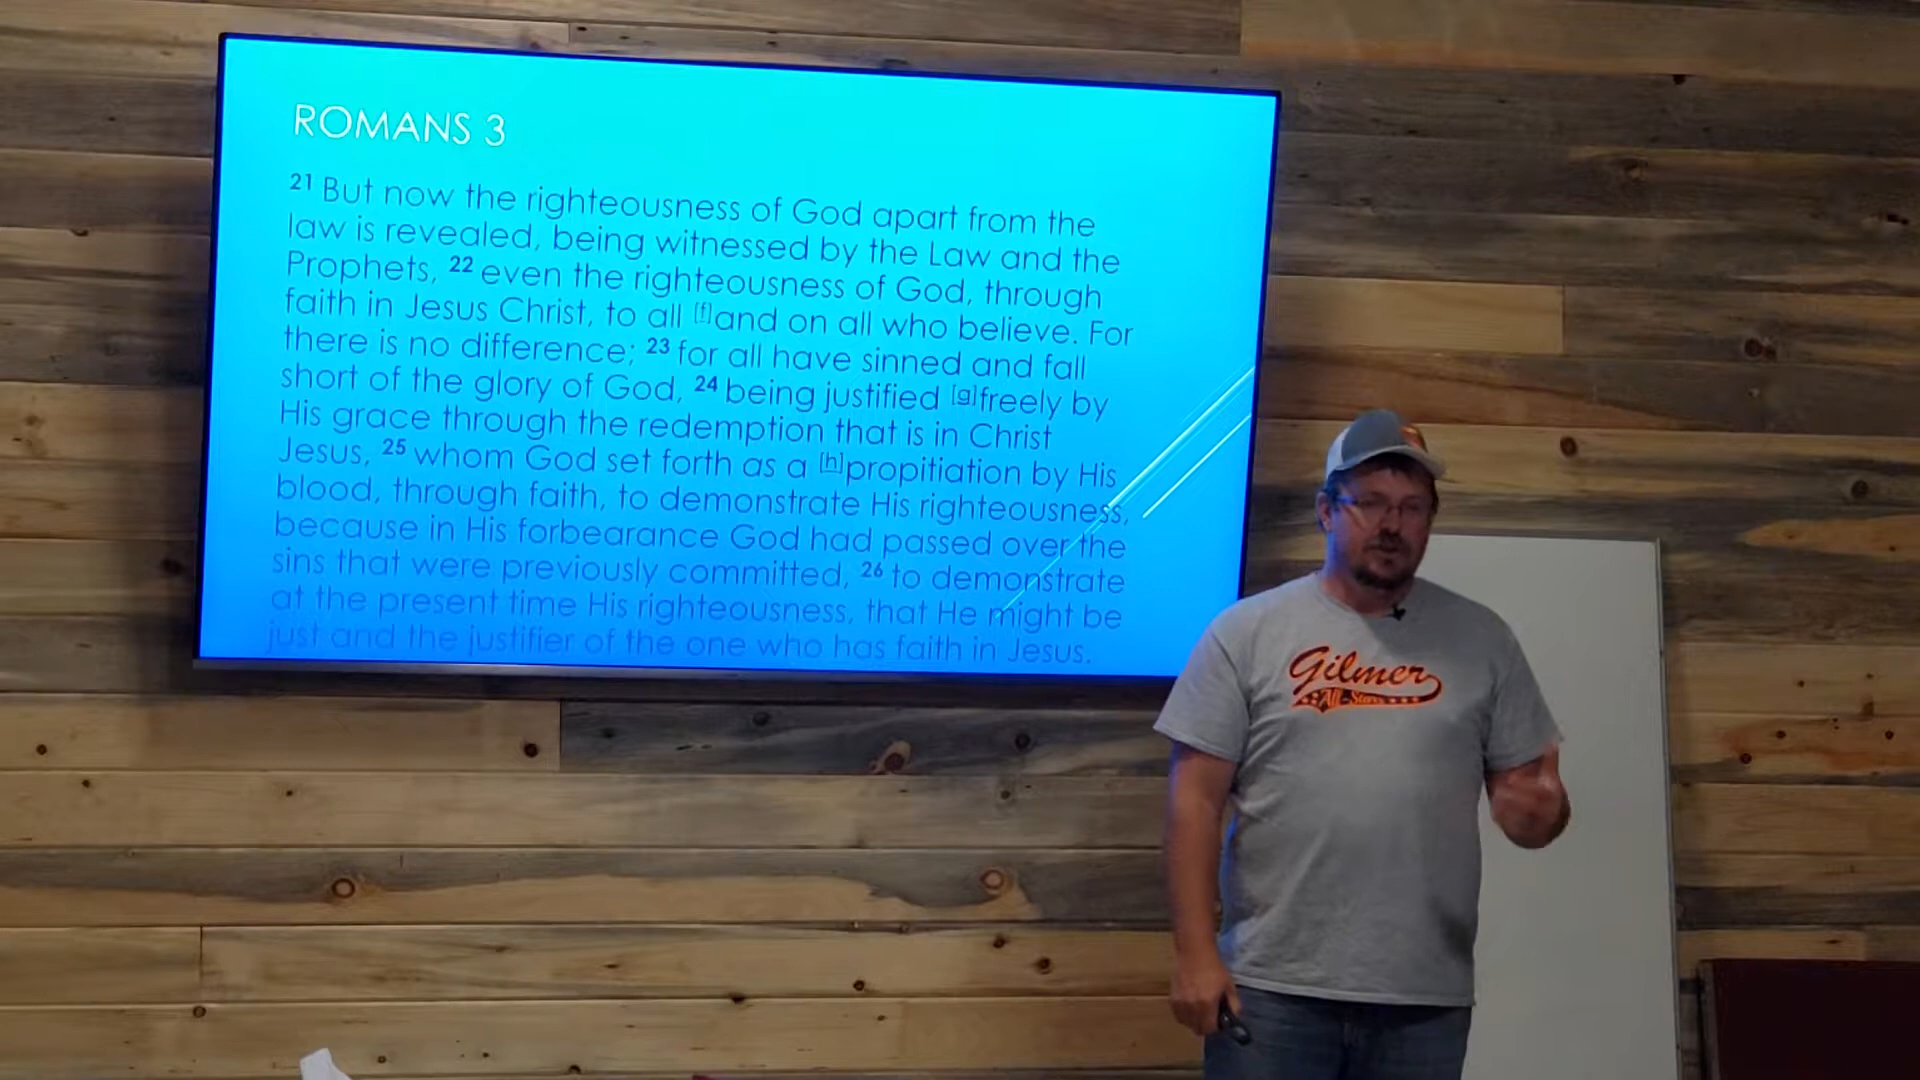 ROMANS 3
21 But now the righteousness of God apart from the
law is revealed, being witnessed by the Law and the
Prophets, 22 even the righteousness of God, through
faith in Jesus Christ, to all [f]and on all who believe. For
there is no difference; 23 for all have sinned and fall
short of the glory of God, 24 being justified [g]freely by
His grace through the redemption that is in Christ
Jesus, 25 whom God set forth as a [h]propitiation by His
blood, through faith, to demonstrate His righteousness,
because in His forbearance God had passed over the
sins that were previously committed, 26 to demonstrate
at the present time His righteousness, that He might be
just and the justifier of the one who has faith in Jesus.
Gilmer
All-Stars